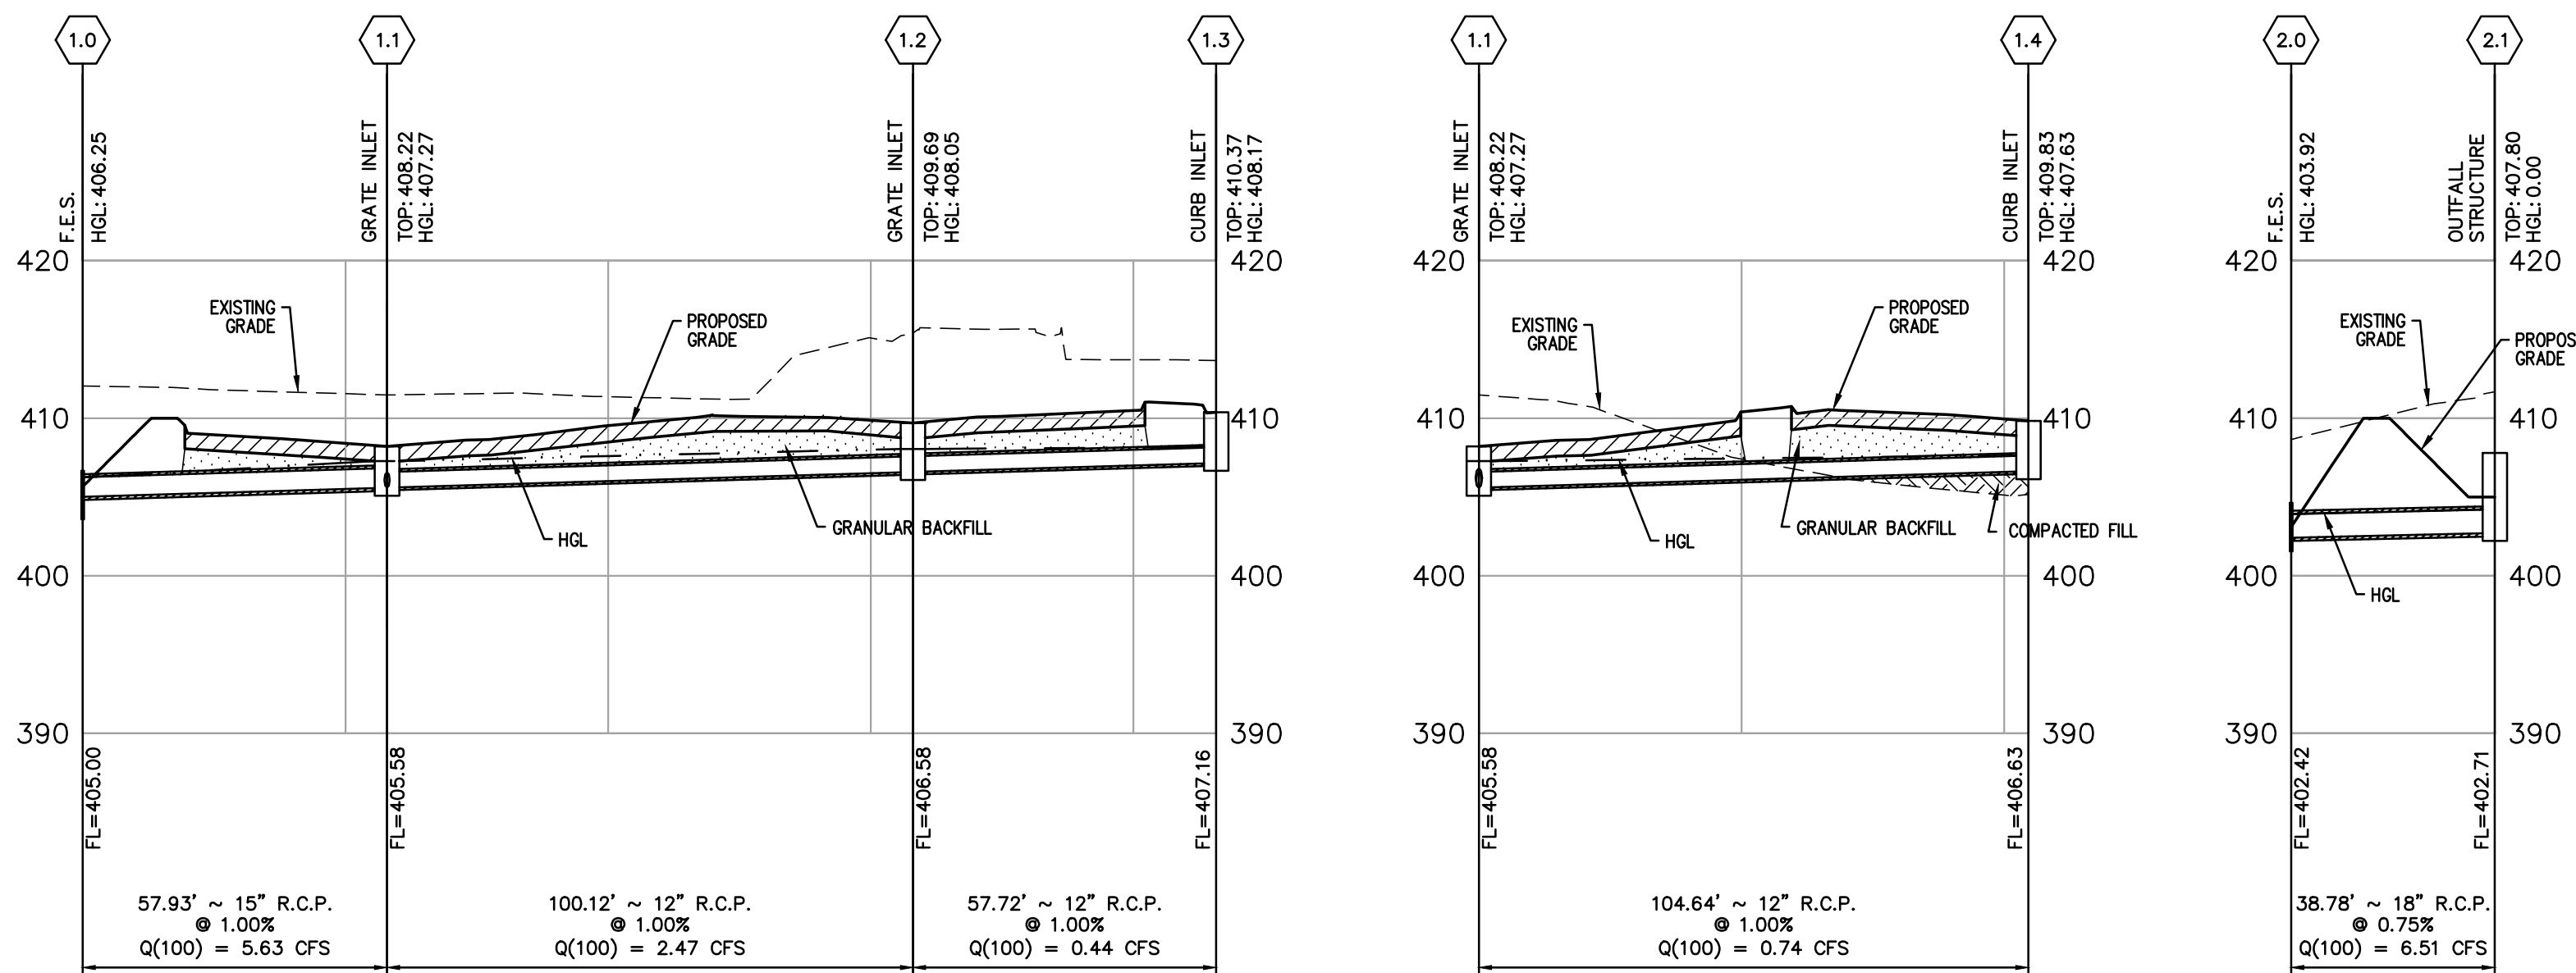 1.0
1.1
1.2
1.3
1.1
1.4
2.0
2.1
F.E.S.
HGL:406.25
GRATE INLET
TOP:408.22
HGL:407.27
GRATE INLET
TOP:409.69
HGL:408.05
CURB INLET
TOP:410.37
HGL:408.17
GRATE INLET
TOP:408.22
HGL:407.27
CURB INLET
TOP:409.83
HGL:407.63
F.E.S.
HGL:403.92
OUTFALL
STRUCTURE
TOP:407.80
HGL:0.00
420
420
420
420
420
420
EXISTING
GRADE
PROPOSED
GRADE
EXISTING
GRADE
PROPOSED
GRADE
EXISTING
GRADE
PROPOS
GRADE
410
410
410
410
410
410
HGL
GRANULAR BACKFILL
HGL
GRANULAR BACKFILL
COMPACTED FILL
HGL
400
400
400
400
400
400
390
390
390
390
390
390
FL=405.00
FL=405.58
FL=406.58
FL=407.16
FL=405.58
FL=406.63
FL=402.42
FL=402.71
57.93' ~ 15" R.C.P.
@ 1.00%
Q(100) = 5.63 CFS
100.12' ~ 12" R.C.P.
@ 1.00%
Q(100) = 2.47 CFS
57.72' ~ 12" R.C.P.
@ 1.00%
Q(100) = 0.44 CFS
104.64' ~ 12" R.C.P.
@ 1.00%
Q(100) = 0.74 CFS
38.78' ~ 18" R.C.P.
@ 0.75%
Q(100) = 6.51 CFS